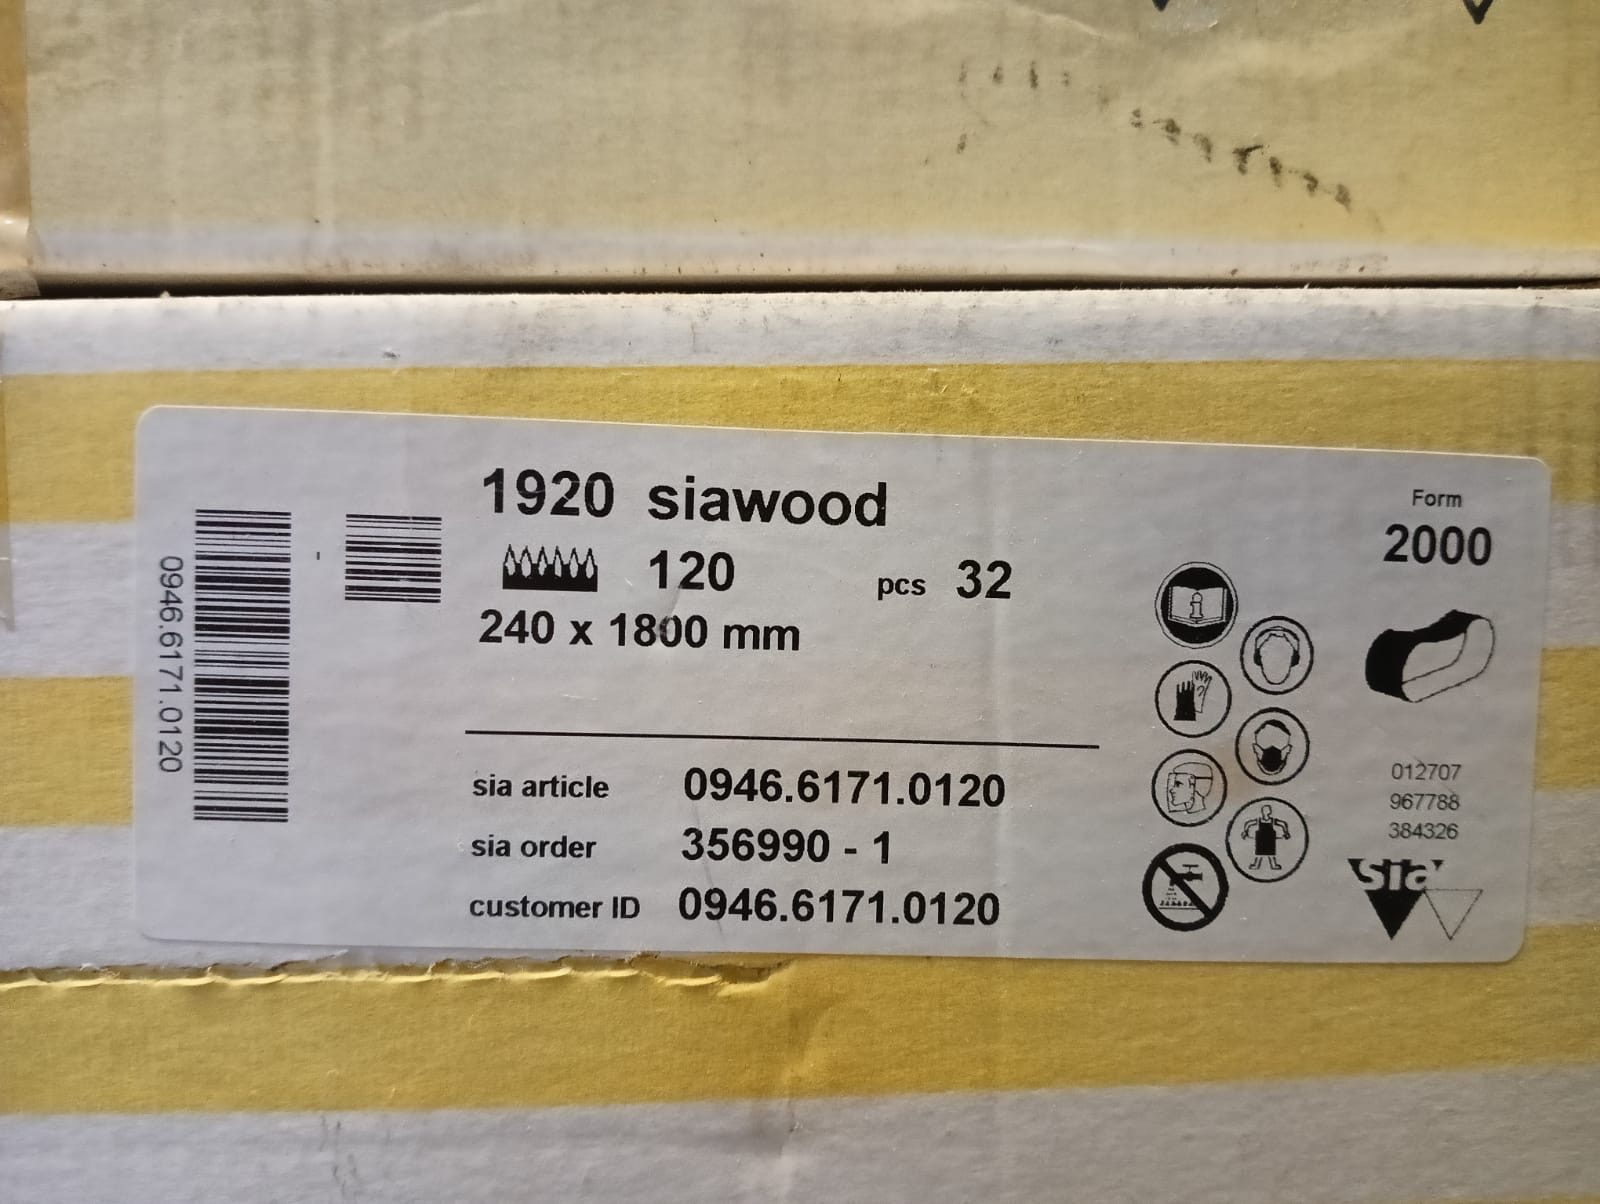 1920 siawood
120
pcs 32
240 x 1800 mm
sia article 0946.6171.0120
sia order 356990 - 1
customer ID 0946.6171.0120
0946.6171.0120
-
Form
2000
012707
967788
384326
sia